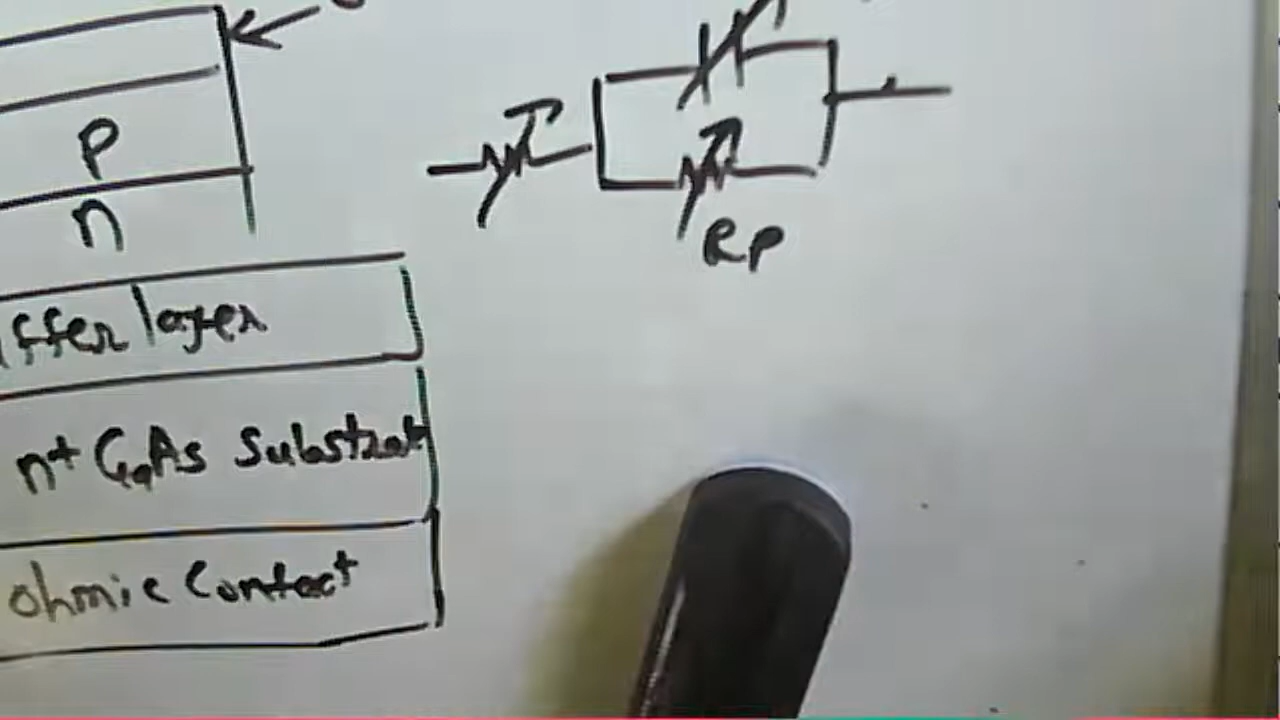 P
n
Rp
ffer layer
n+ GaAs Substrat
ohmic Contact